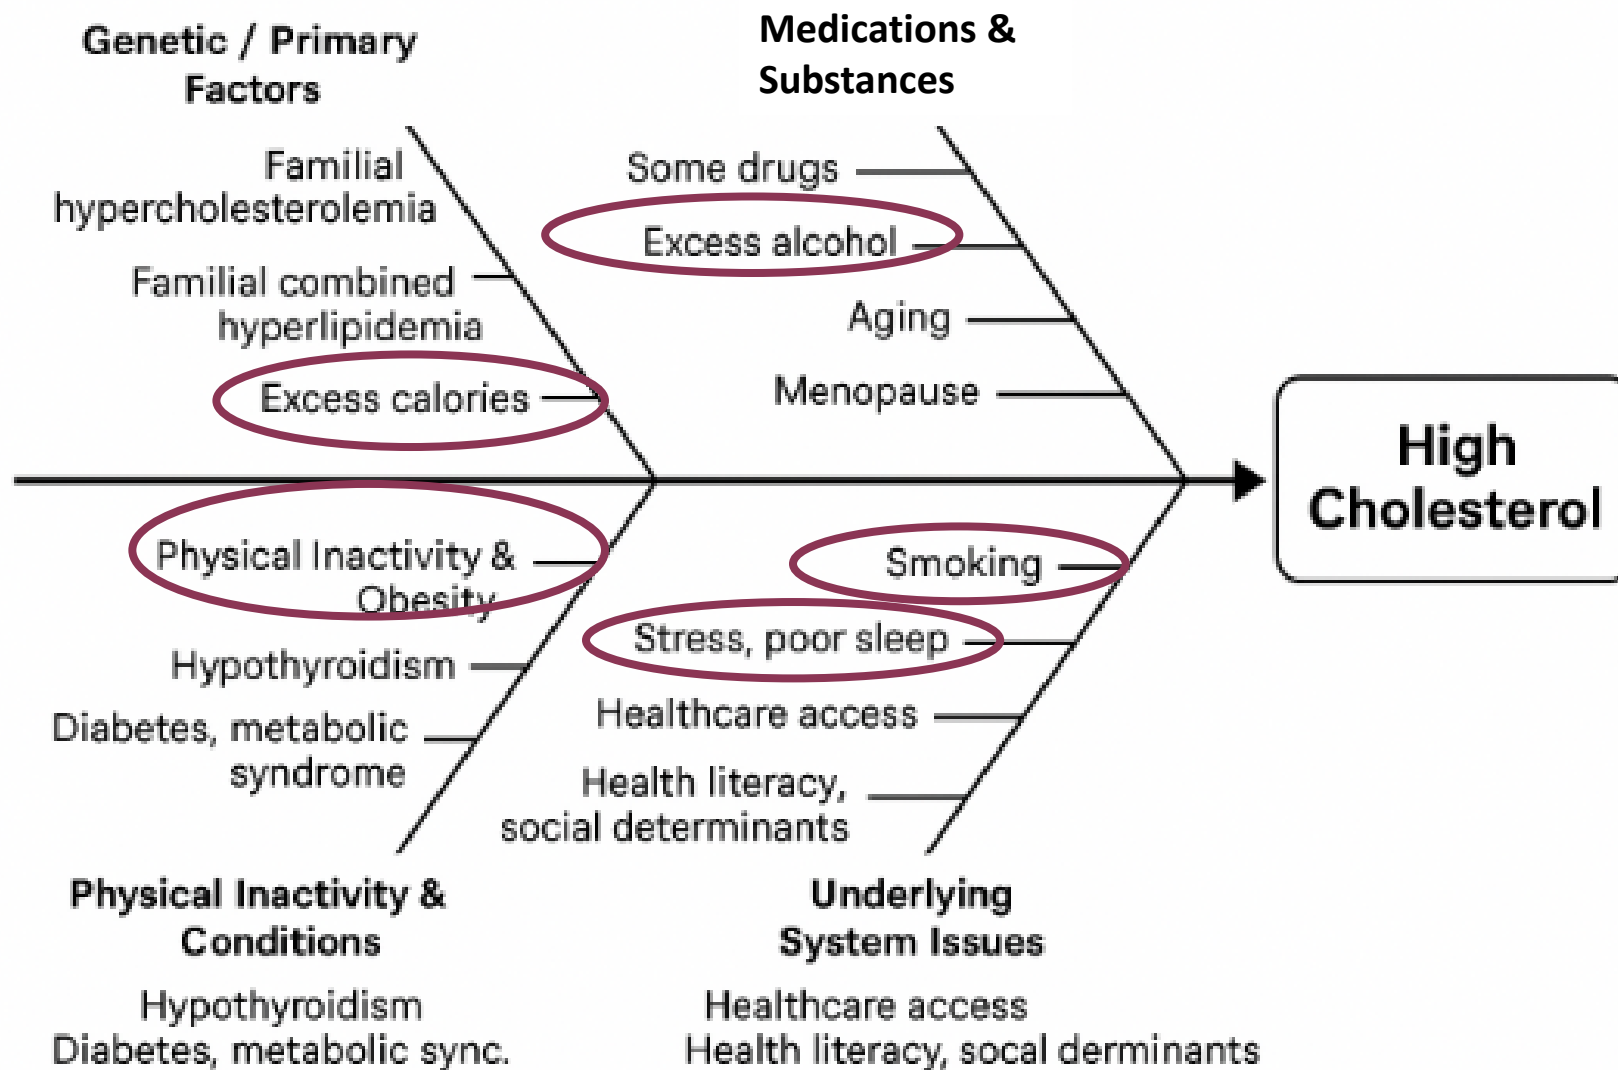 Genetic / Primary
Factors
Medications &
Substances
Familial
hypercholesterolemia
Familial combined
hyperlipidemia
Excess calories
Some drugs
Excess alcohol
Aging
Menopause
High
Cholesterol
Physical Inactivity &
Obesity
Hypothyroidism
Diabetes, metabolic
syndrome
Smoking
Stress, poor sleep
Healthcare access
Health literacy,
social determinants
Physical Inactivity &
Conditions
Hypothyroidism
Diabetes, metabolic sync.
Underlying
System Issues
Healthcare access
Health literacy, socal derminants